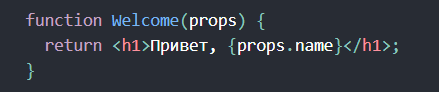 function Welcome(props) {
  return <h1>Привет, {props.name}</h1>;
}